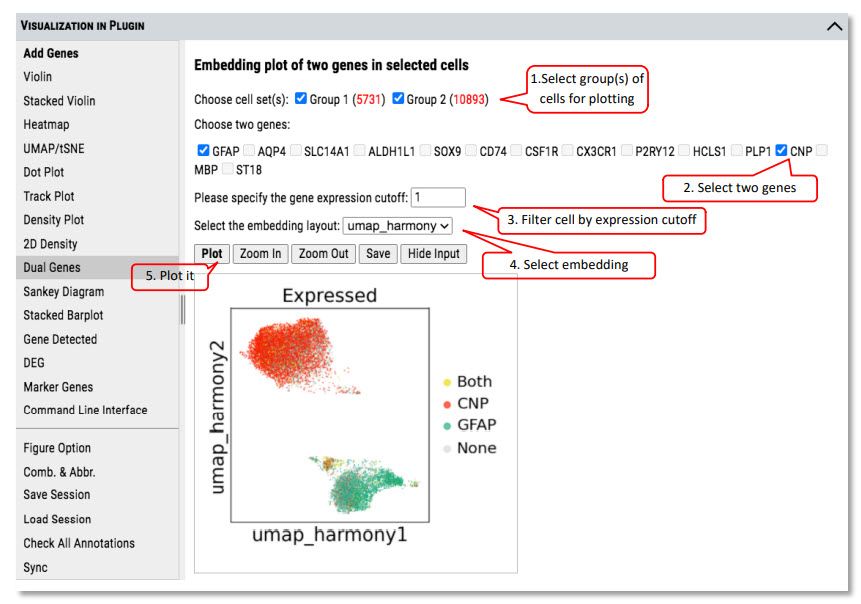 VISUALIZATION IN PLUGIN
Add Genes
Violin
Stacked Violin
Heatmap
UMAP/tSNE
Dot Plot
Track Plot
Density Plot
2D Density
Dual Genes
Sankey Diagram
Stacked Barplot
Gene Detected
DEG
Marker Genes
Command Line Interface
Figure Option
Comb. & Abbr.
Save Session
Load Session
Check All Annotations
Sync
Embedding plot of two genes in selected cells
1.Select group(s) of
cells for plotting
Choose cell set(s): Group 1 (5731) Group 2 (10893)
Choose two genes:
GFAP AQP4 SLC14A1 ALDH1L1 SOX9 CD74 CSF1R CX3CR1 P2RY12 HCLS1 PLP1 CNP
MBP ST18
2. Select two genes
Please specify the gene expression cutoff: 1
3. Filter cell by expression cutoff
Select the embedding layout: umap_harmony
Plot Zoom In Zoom Out Save Hide Input
4. Select embedding
5. Plot it
Expressed
umap_harmony2
Both
CNP
GFAP
None
umap_harmony1